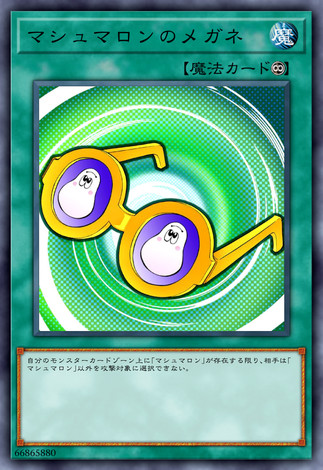 マシュマロンのメガネ
魔
【魔法カード♾】
自分のモンスターカードゾーン上に「マシュマロン」が存在する限り、相手は「
マシュマロン」以外を攻撃対象に選択できない。
66865880